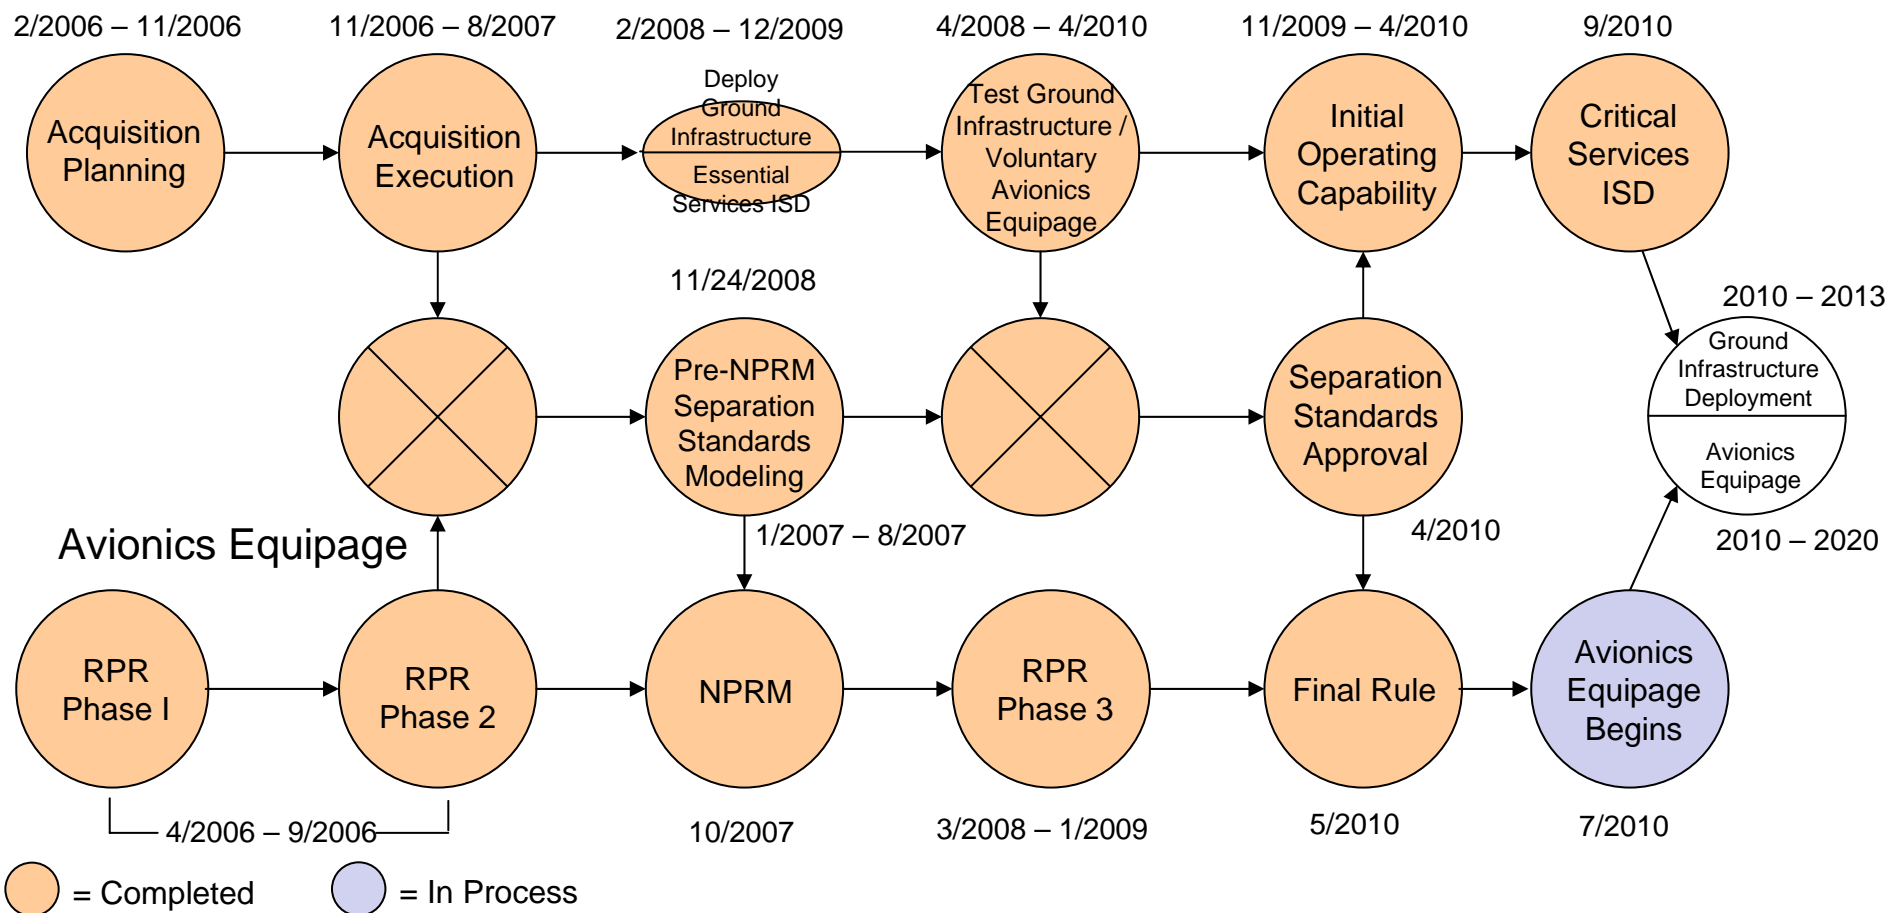 2/2006 – 11/2006
11/2006 – 8/2007
2/2008 – 12/2009
4/2008 – 4/2010
11/2009 – 4/2010
9/2010
Acquisition
Planning
Acquisition
Execution
Deploy
Ground
Infrastructure
Essential
Services ISD
Test Ground
Infrastructure /
Voluntary
Avionics
Equipage
Initial
Operating
Capability
Critical
Services
ISD
11/24/2008
2010 – 2013
Pre-NPRM
Separation
Standards
Modeling
Separation
Standards
Approval
Ground
Infrastructure
Deployment
Avionics
Equipage
1/2007 – 8/2007
4/2010
2010 – 2020
Avionics Equipage
RPR
Phase I
RPR
Phase 2
NPRM
RPR
Phase 3
Final Rule
Avionics
Equipage
Begins
4/2006 – 9/2006
10/2007
3/2008 – 1/2009
5/2010
7/2010
= Completed
= In Process